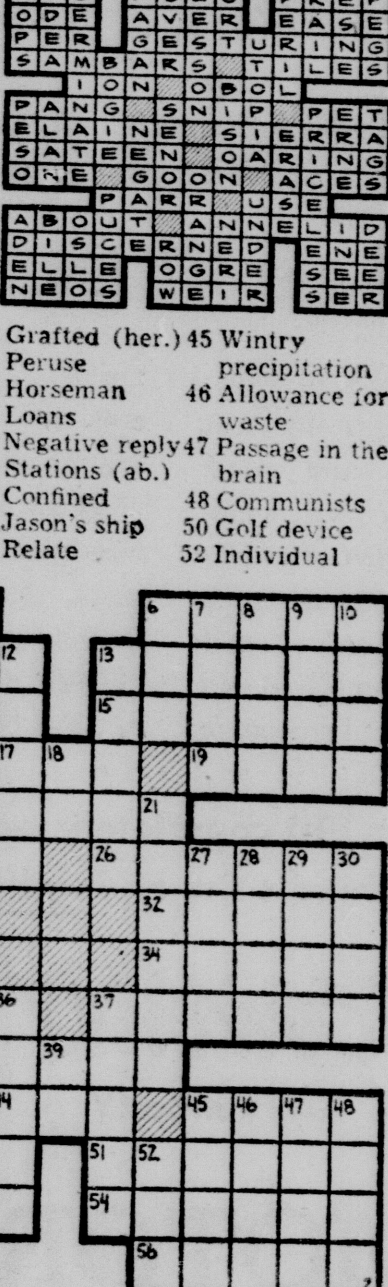 ODE AVER EASE
PER GESTURING
SAMBARS TILES
ION OBOL
PANG SNIP PET
ELAINE SIERRA
SATEEN OARING
ONE GOON ACES
PARR USE
ABOUT ANNELID
DISCERNED ENE
ELLE OGRE SEE
NEOS WEIR SER
Grafted (her.) 45 Wintry
Peruse precipitation
Horseman 46 Allowance for
Loans waste
Negative reply 47 Passage in the
Stations (ab.) brain
Confined 48 Communists
Jason's ship 50 Golf device
Relate 52 Individual
6 7 8 9 10
12 13
15
17 18 19
21
26 27 28 29 30
32
34
36 37
39
44 45 46 47 48
51 52
54
56